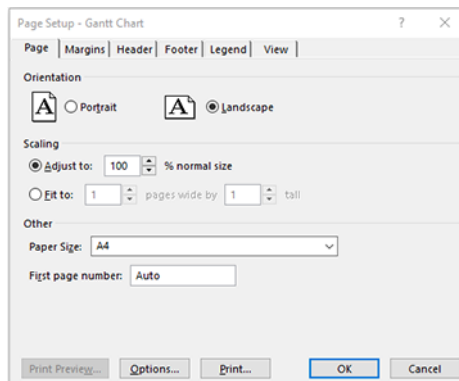 Page Setup - Gantt Chart ? ×
Page Margins Header Footer Legend View
Orientation
A Portrait A Landscape
Scaling
Adjust to: 100 % normal size
Fit to: 1 pages wide by 1 tall
Other
Paper Size: A4
First page number: Auto
Print Preview... Options... Print... OK Cancel